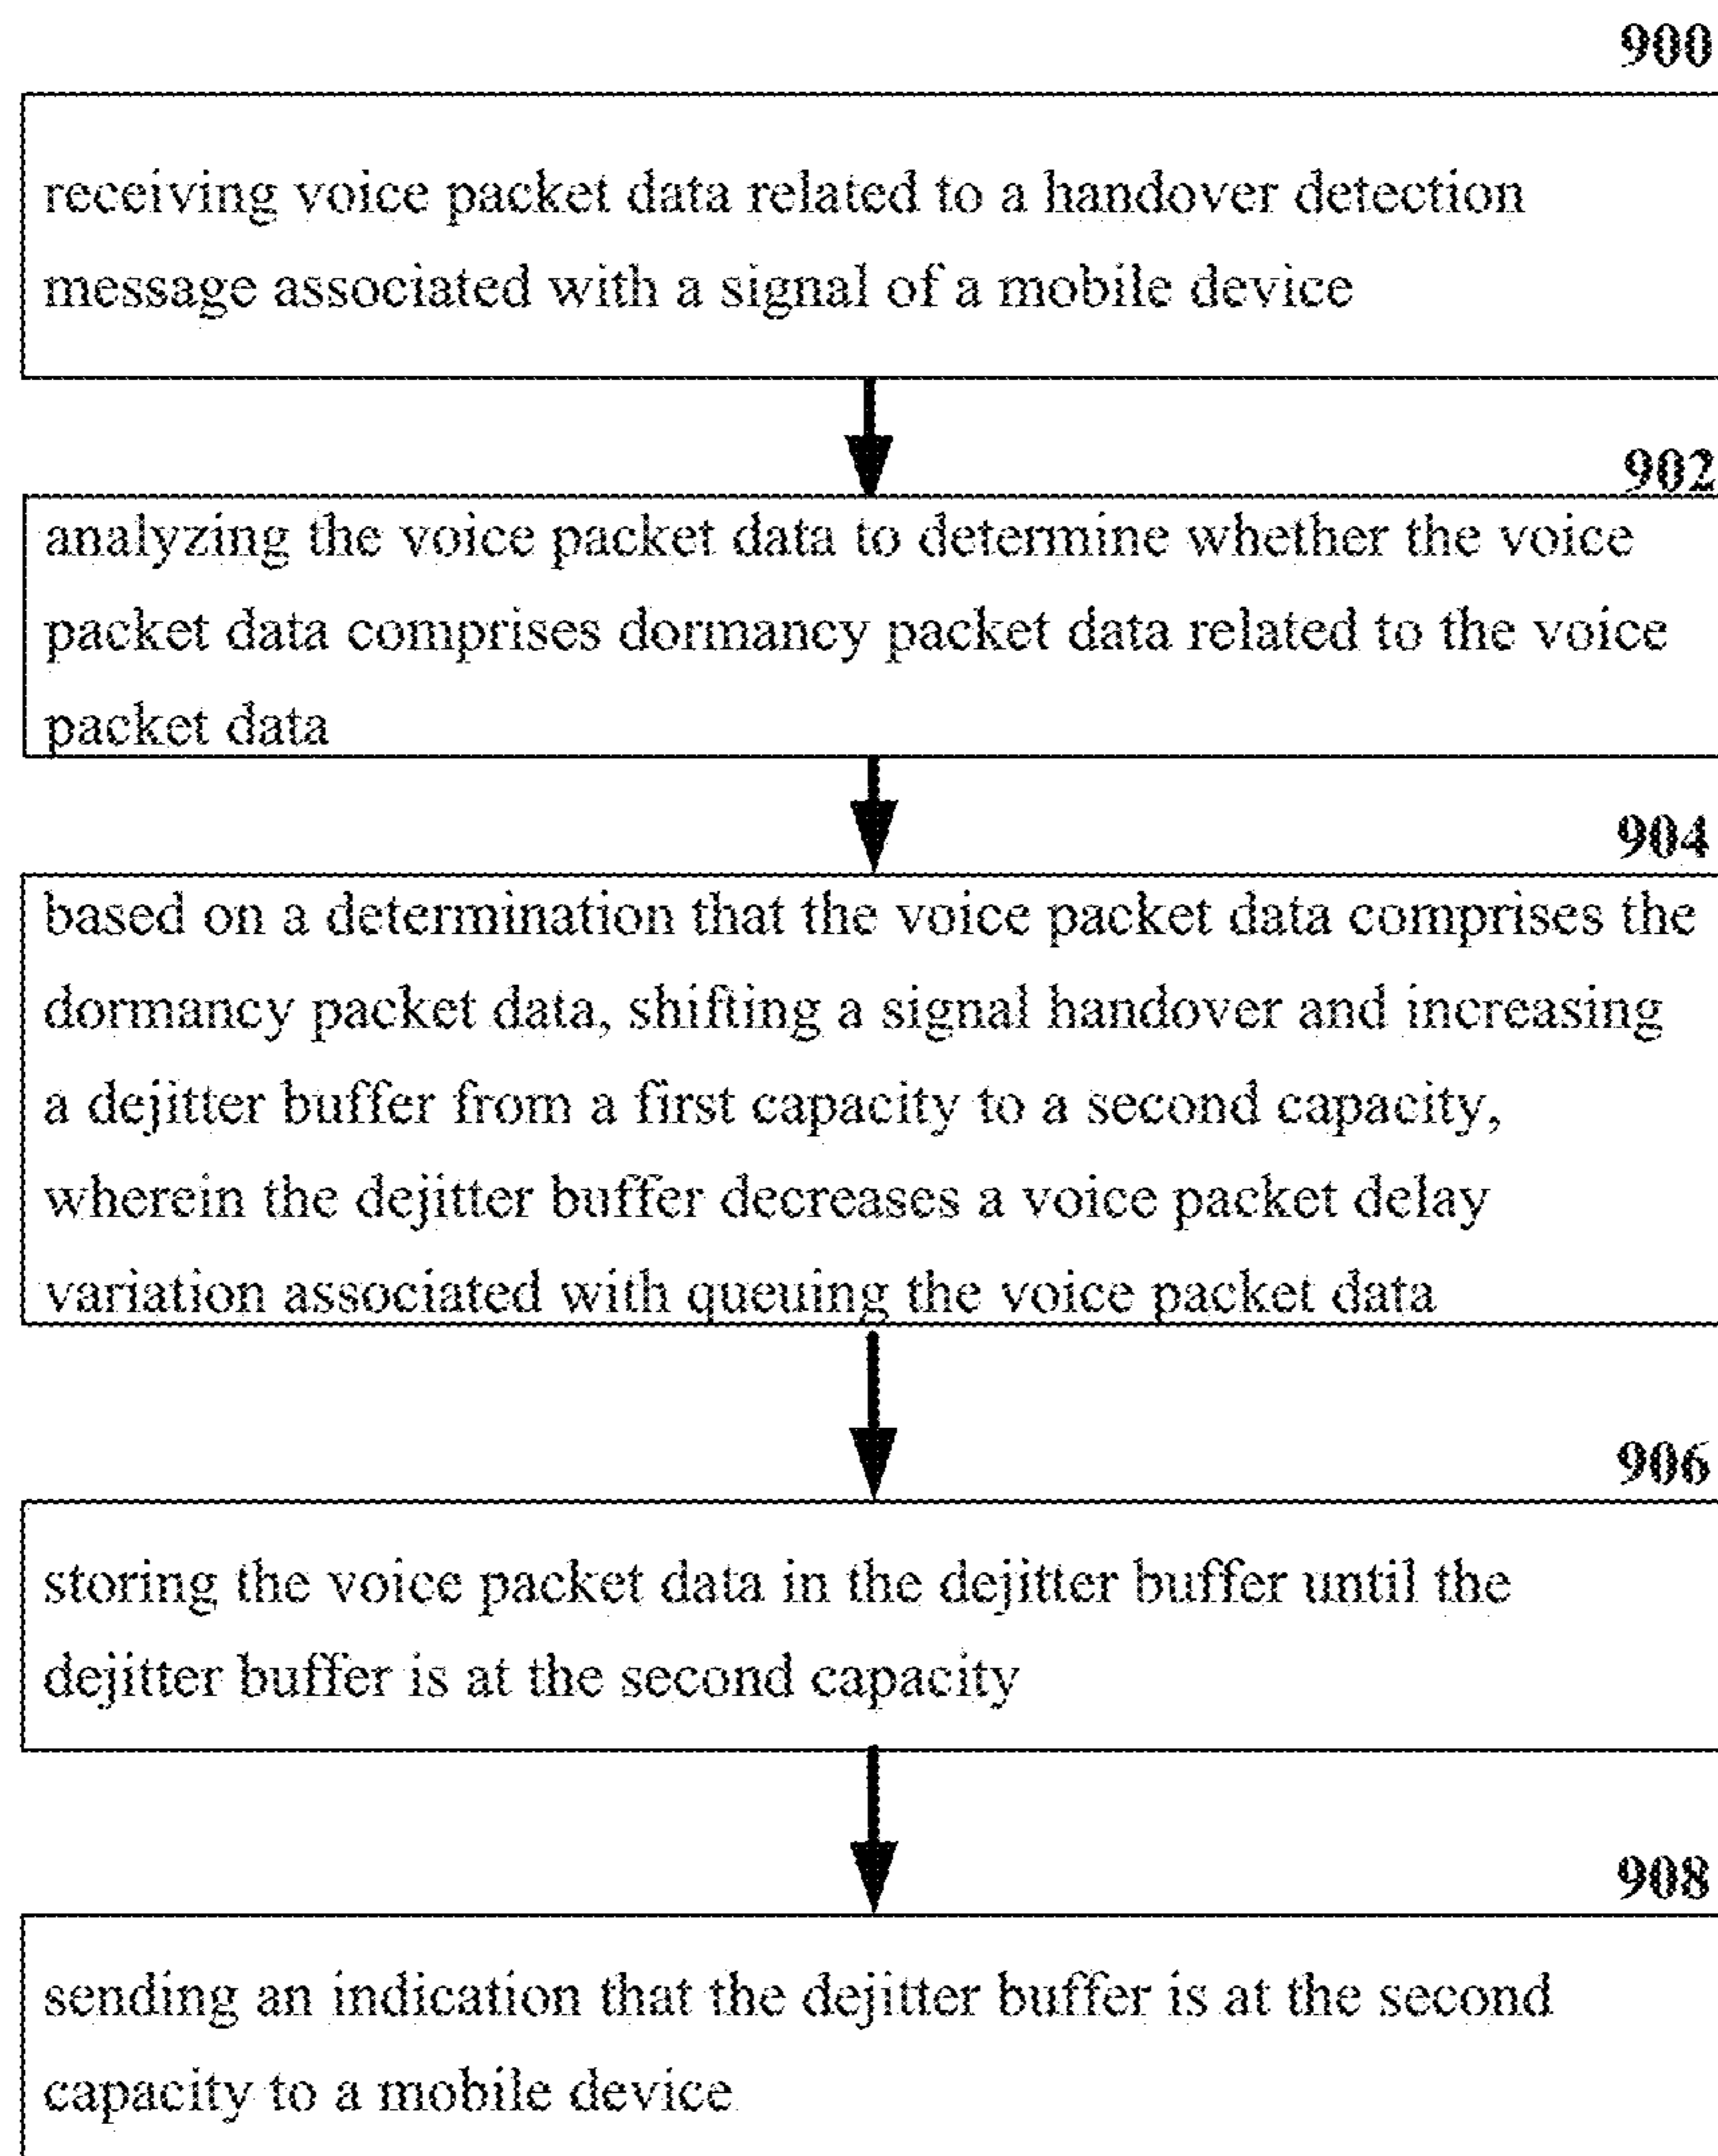 900
receiving voice packet data related to a handover detection
message associated with a signal of a mobile device
902
analyzing the voice packet data to determine whether the voice
packet data comprises dormancy packet data related to the voice
packet data
904
based on a determination that the voice packet data comprises the
dormancy packet data, shifting a signal handover and increasing
a dejitter buffer from a first capacity to a second capacity,
wherein the dejitter buffer decreases a voice packet delay
variation associated with queuing the voice packet data
906
storing the voice packet data in the dejitter buffer until the
dejitter buffer is at the second capacity
908
sending an indication that the dejitter buffer is at the second
capacity to a mobile device